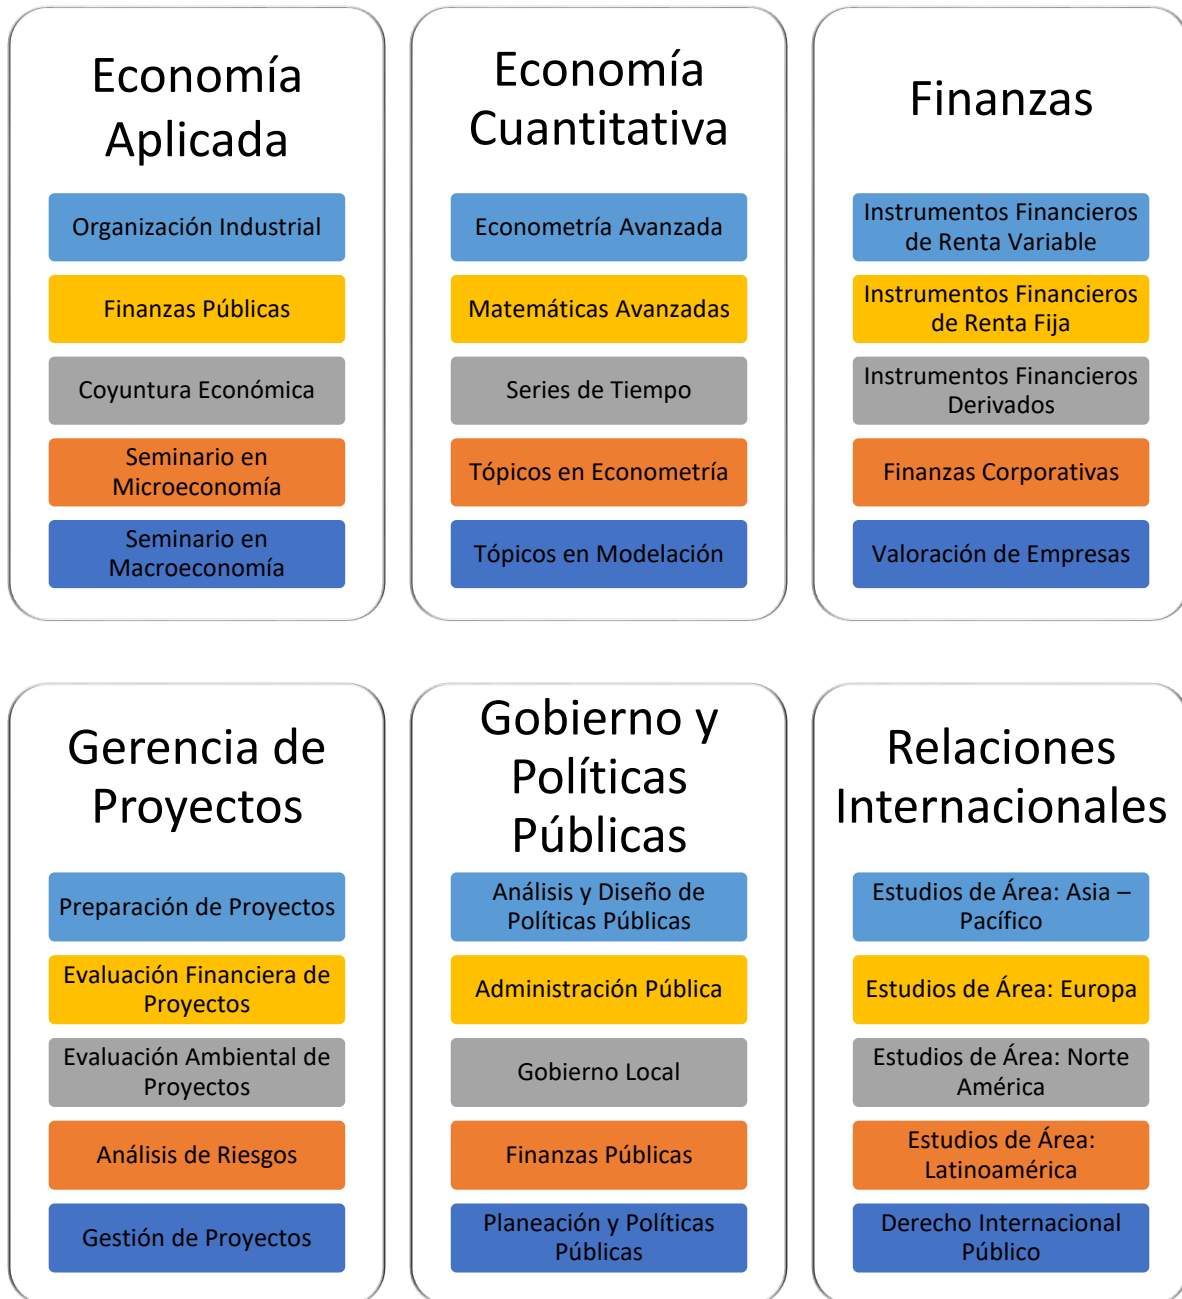 Economía
Aplicada
Organización Industrial
Finanzas Públicas
Coyuntura Económica
Seminario en
Microeconomía
Seminario en
Macroeconomía
Economía
Cuantitativa
Econometría Avanzada
Matemáticas Avanzadas
Series de Tiempo
Tópicos en Econometría
Tópicos en Modelación
Finanzas
Instrumentos Financieros
de Renta Variable
Instrumentos Financieros
de Renta Fija
Instrumentos Financieros
Derivados
Finanzas Corporativas
Valoración de Empresas
Gerencia de
Proyectos
Preparación de Proyectos
Evaluación Financiera de
Proyectos
Evaluación Ambiental de
Proyectos
Análisis de Riesgos
Gestión de Proyectos
Gobierno y
Políticas
Públicas
Análisis y Diseño de
Políticas Públicas
Administración Pública
Gobierno Local
Finanzas Públicas
Planeación y Políticas
Públicas
Relaciones
Internacionales
Estudios de Área: Asia –
Pacífico
Estudios de Área: Europa
Estudios de Área: Norte
América
Estudios de Área:
Latinoamérica
Derecho Internacional
Público